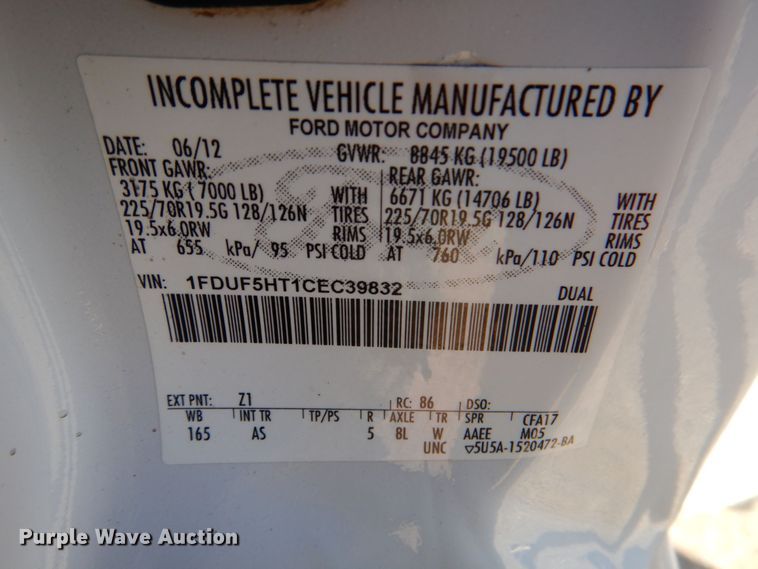 INCOMPLETE VEHICLE MANUFACTURED BY
FORD MOTOR COMPANY
DATE: 06/12 GVWR: 8845 KG (19500 LB)
FRONT GAWR: REAR GAWR:
3175 KG (7000 LB) WITH 6671 KG (14706 LB) WITH
225/70R19.5G 128/126N TIRES 225/70R19.5G 128/126N TIRES
19.5x6.0RW RIMS 19.5x6.0RW RIMS
AT 655 kPa/ 95 PSI COLD AT 760 kPa/110 PSI COLD
VIN: 1FDUF5HT1CEC39832 DUAL
EXT PNT: Z1 RC: 86 DSO:
WB INT TR TP/PS R AXLE TR SPR CFA17
165 AS 5 8L W AAEE M05
UNC ▽5U5A-1520472-BA
Purple Wave Auction